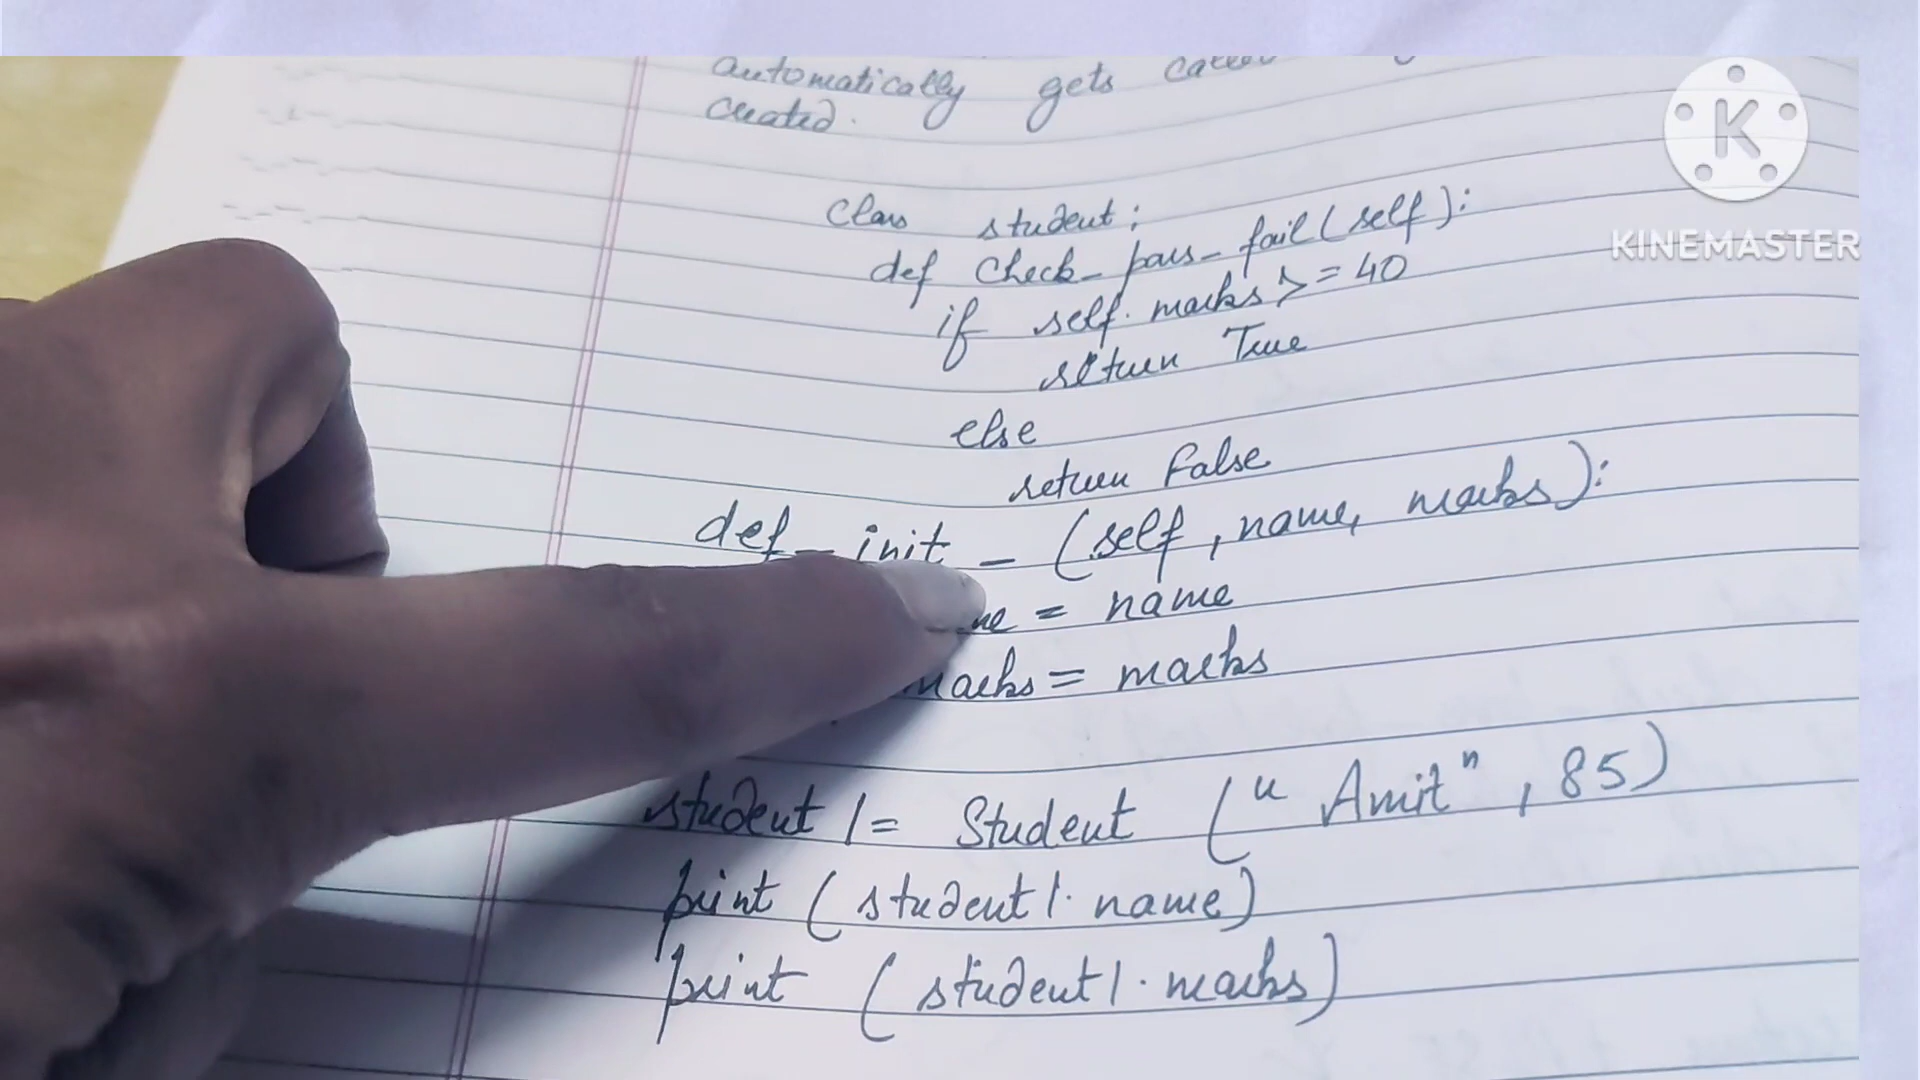 automatically gets
created.
class student:
def check_pass_fail(self):
if self.marks >= 40
return True
else
return False
def _ init _ (self, name, marks):
= name
marks = marks
student1 = Student ("Amit", 85)
print (student1.name)
print (student1.marks)
K
KINEMASTER